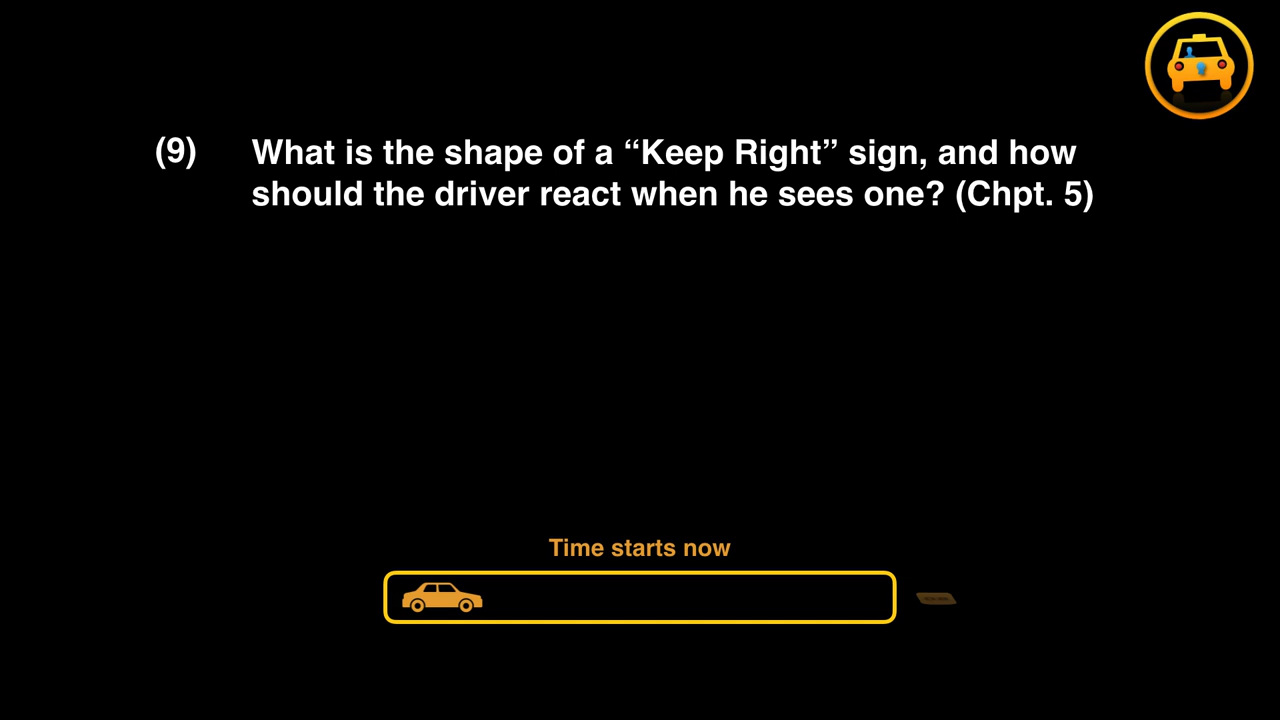 (9) What is the shape of a “Keep Right” sign, and how
should the driver react when he sees one? (Chpt. 5)
Time starts now